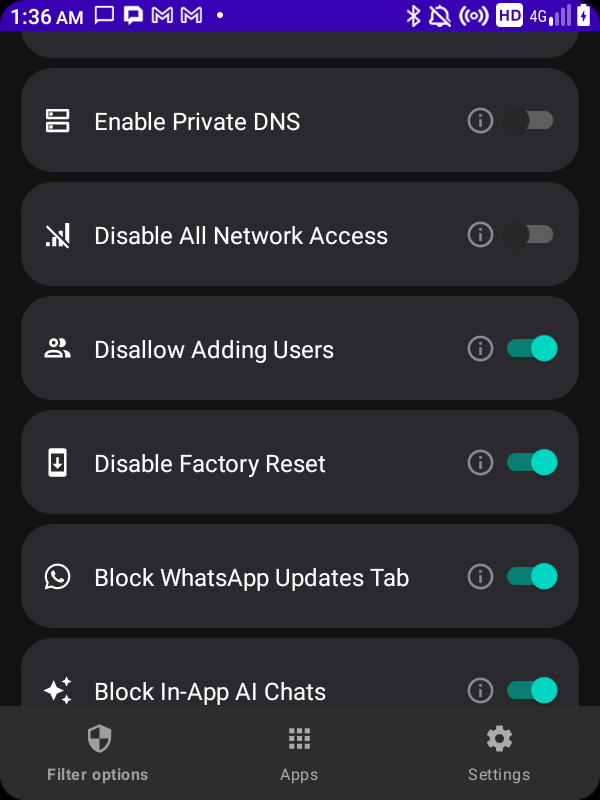 1:36 AM HD 4G
Enable Private DNS
Disable All Network Access
Disallow Adding Users
Disable Factory Reset
Block WhatsApp Updates Tab
Block In-App AI Chats
Filter options Apps Settings